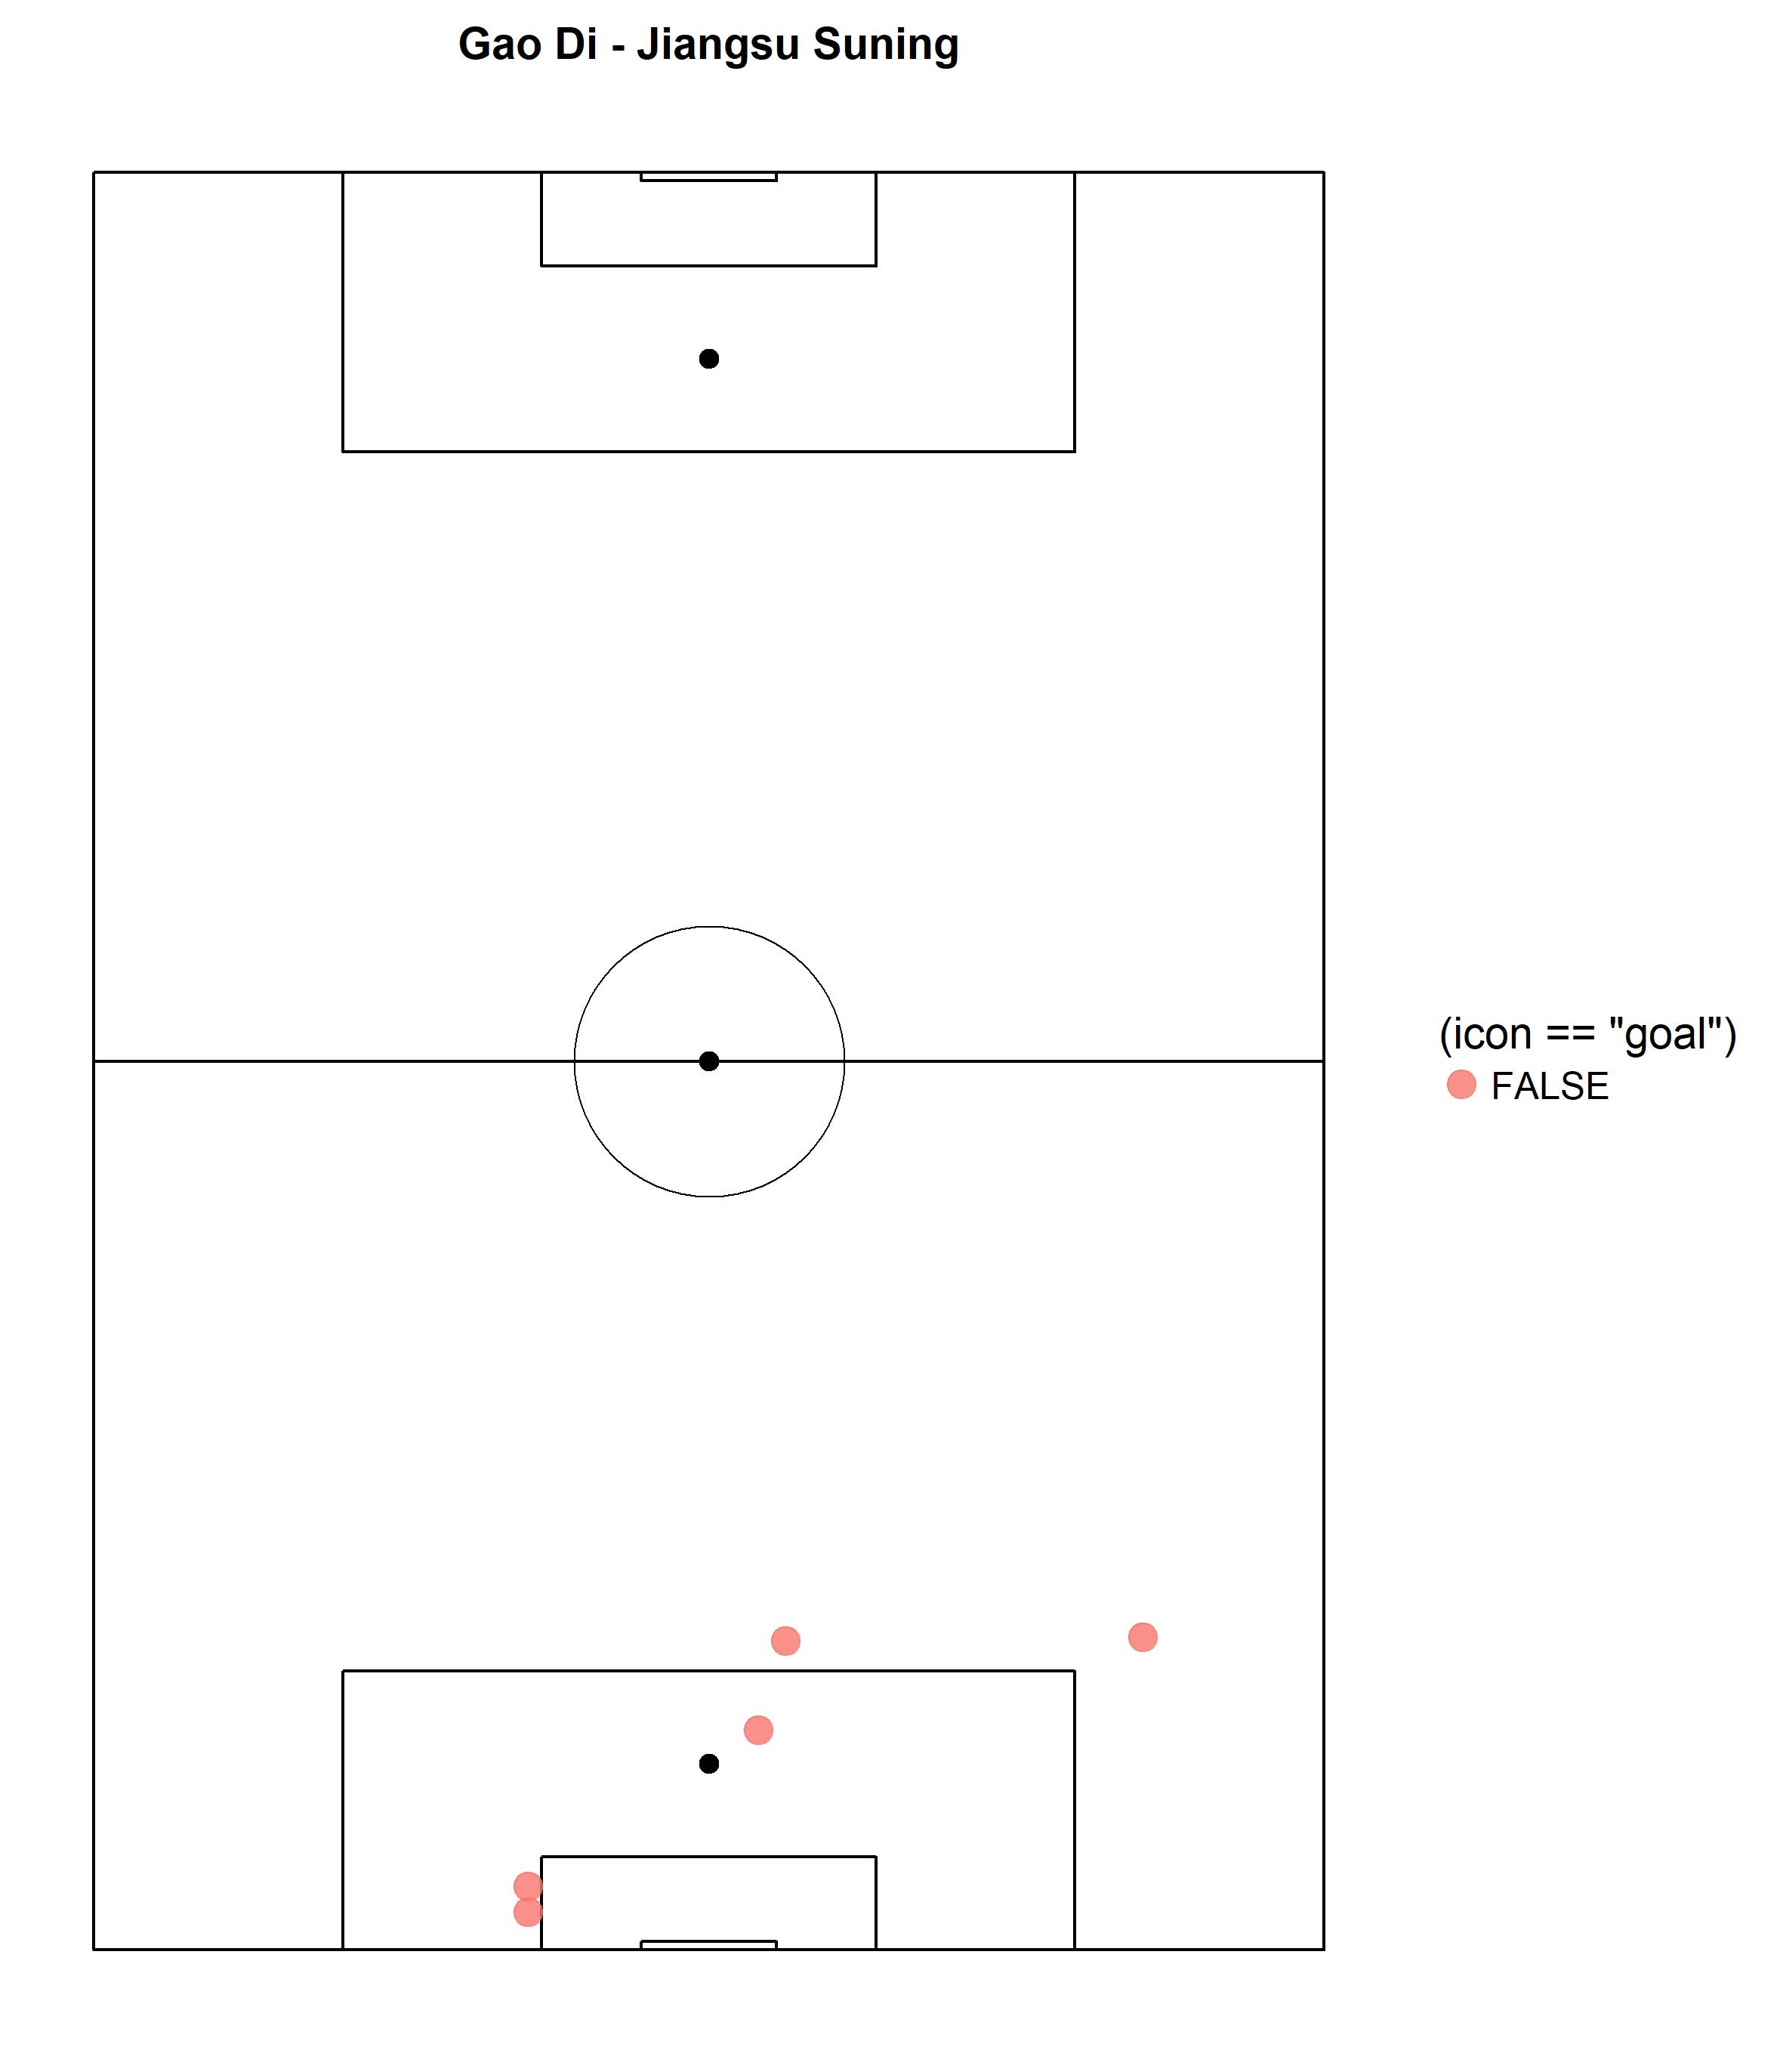 Gao Di - Jiangsu Suning
(icon == "goal")
FALSE